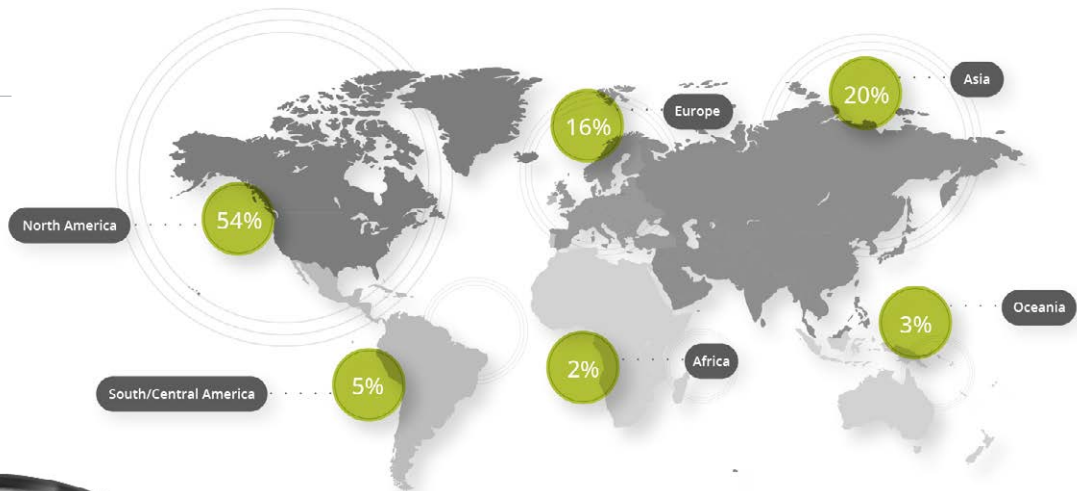 Asia
20%
Europe
16%
North America
54%
Oceania
3%
Africa
2%
South/Central America
5%